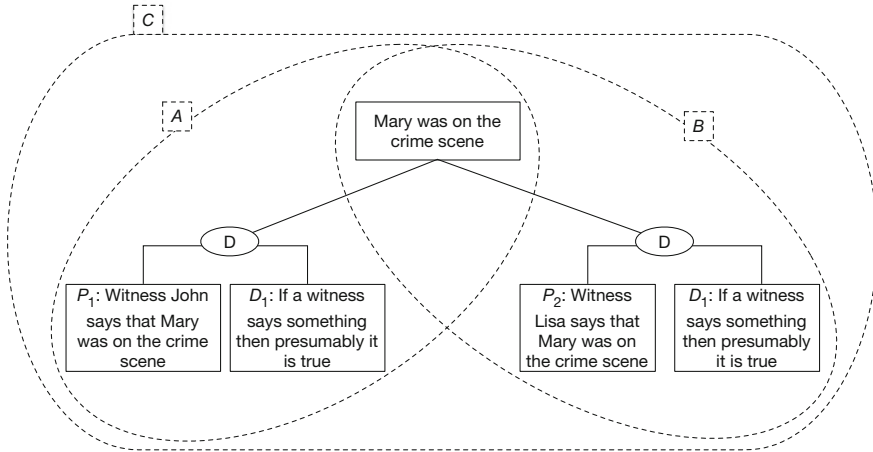 C
A
B
Mary was on the
crime scene
D
D
P1: Witness John
says that Mary
was on the crime
scene
D1: If a witness
says something
then presumably it
is true
P2: Witness
Lisa says that
Mary was on
the crime scene
D1: If a witness
says something
then presumably
it is true